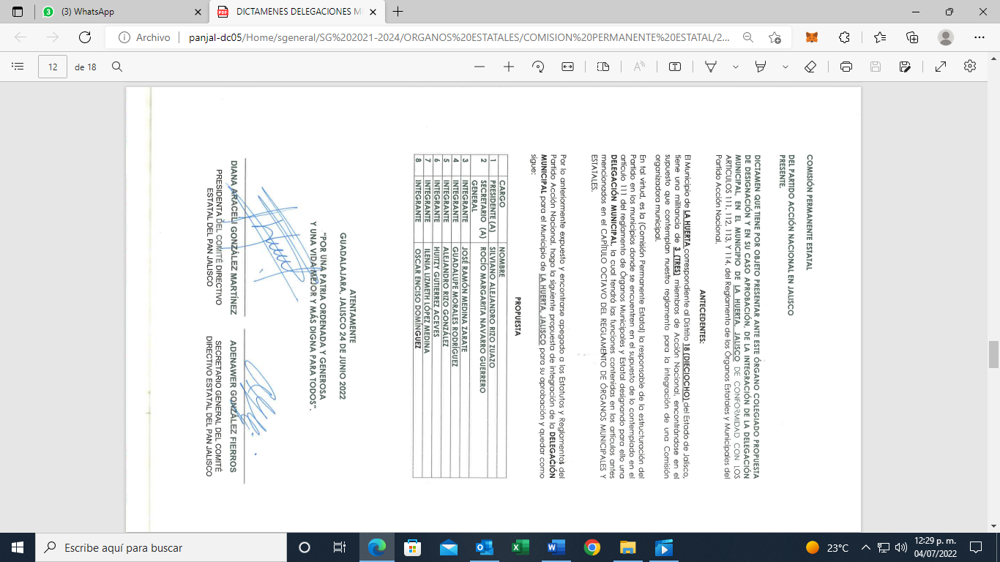 (3) WhatsApp
DICTAMENES DELEGACIONES M
Archivo
panjal-dc05/Home/sgeneral/SG%202021-2024/ORGANOS%20ESTATALES/COMISION%20PERMANENTE%20ESTATAL/2...
12
de 18
COMISIÓN PERMANENTE ESTATAL
DEL PARTIDO ACCIÓN NACIONAL EN JALISCO
PRESENTE.
DICTAMEN QUE TIENE POR OBJETO PRESENTAR ANTE ESTE ÓRGANO COLEGIADO PROPUESTA
DE DESIGNACIÓN Y EN SU CASO APROBACIÓN, DE LA INTEGRACIÓN DE LA DELEGACIÓN
MUNICIPAL, EN EL MUNICIPIO DE LA HUERTA, JALISCO DE CONFORMIDAD CON LOS
ARTICULOS 111, 112, 113, Y 114, del Reglamento de los Órganos Estatales y Municipales del
Partido Acción Nacional.
ANTECEDENTES:
El Municipio de LA HUERTA correspondiente al Distrito 18 (DIECIOCHO) del Estado de Jalisco,
tiene una militancia de 3 (TRES) miembros de Acción Nacional, encontrándose en el
supuesto que contemplan nuestro reglamento para la integración de una Comisión
organizadora municipal.
En tal virtud, es la (Comisión Permanente Estatal) la responsable de la estructuración del
Partido en los municipios donde se encuentren en el supuesto de lo contemplado en el
artículo 111 del reglamento de Órganos Municipales y Estatal designando para ello una
DELEGACIÓN MUNICIPAL, la cual tendrá las funciones contenidas en los artículos antes
mencionados en el CAPÍTULO OCTAVO DEL REGLAMENTO DE ÓRGANOS MUNICIPALES Y
ESTATALES.
Por lo anteriormente expuesto y encontrarse apegado a los Estatutos y Reglamentos del
Partido Acción Nacional, hago la siguiente propuesta de integración de la DELEGACIÓN
MUNICIPAL para el Municipio de LA HUERTA, JALISCO para su aprobación y quedar como
sigue:
PROPUESTA
CARGO NOMBRE
1 PRESIDENTE (A) SILVIANO ALEJANDRO RIZO ZUAZO
2 SECRETARIO (A) GENERAL ROCÍO MARGARITA NAVARRO GUERRERO
3 INTEGRANTE JOSÉ RAMÓN MEDINA ZARATE
4 INTEGRANTE GUADALUPE MORALES RODRÍGUEZ
5 INTEGRANTE ALEJANDRO RIZO GONZÁLEZ
6 INTEGRANTE HUITZY GUTIERREZ ACEVES
7 INTEGRANTE ILENIA LIZMETH LÓPEZ MEDINA
8 INTEGRANTE OSCAR ENCISO DOMÍNGUEZ
ATENTAMENTE
GUADALAJARA, JALISCO 24 DE JUNIO 2022
"POR UNA PATRIA ORDENADA Y GENEROSA
Y UNA VIDA MEJOR Y MÁS DIGNA PARA TODOS".
DIANA ARACELI GONZÁLEZ MARTÍNEZ
PRESIDENTA DEL COMITÉ DIRECTIVO
ESTATAL DEL PAN JALISCO
ADENAWER GONZÁLEZ FIERROS
SECRETARIO GENERAL DEL COMITÉ
DIRECTIVO ESTATAL DEL PAN JALISCO
Escribe aquí para buscar
23°C
12:29 p. m.
04/07/2022